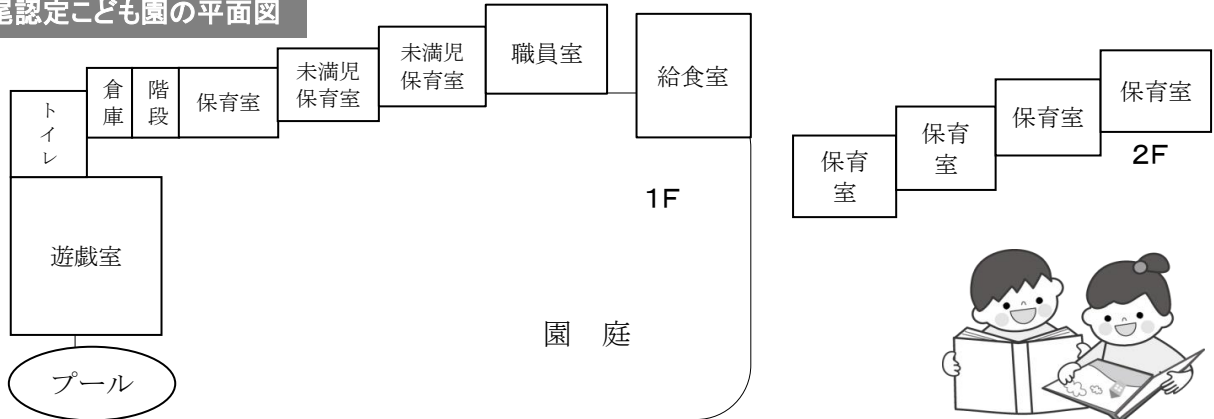 尾認定こども園の平面図
トイレ
倉庫
階段
保育室
未満児
保育室
未満児
保育室
職員室
給食室
遊戯室
プール
園 庭
1F
保育
室
保育
室
保育室
保育室
2F